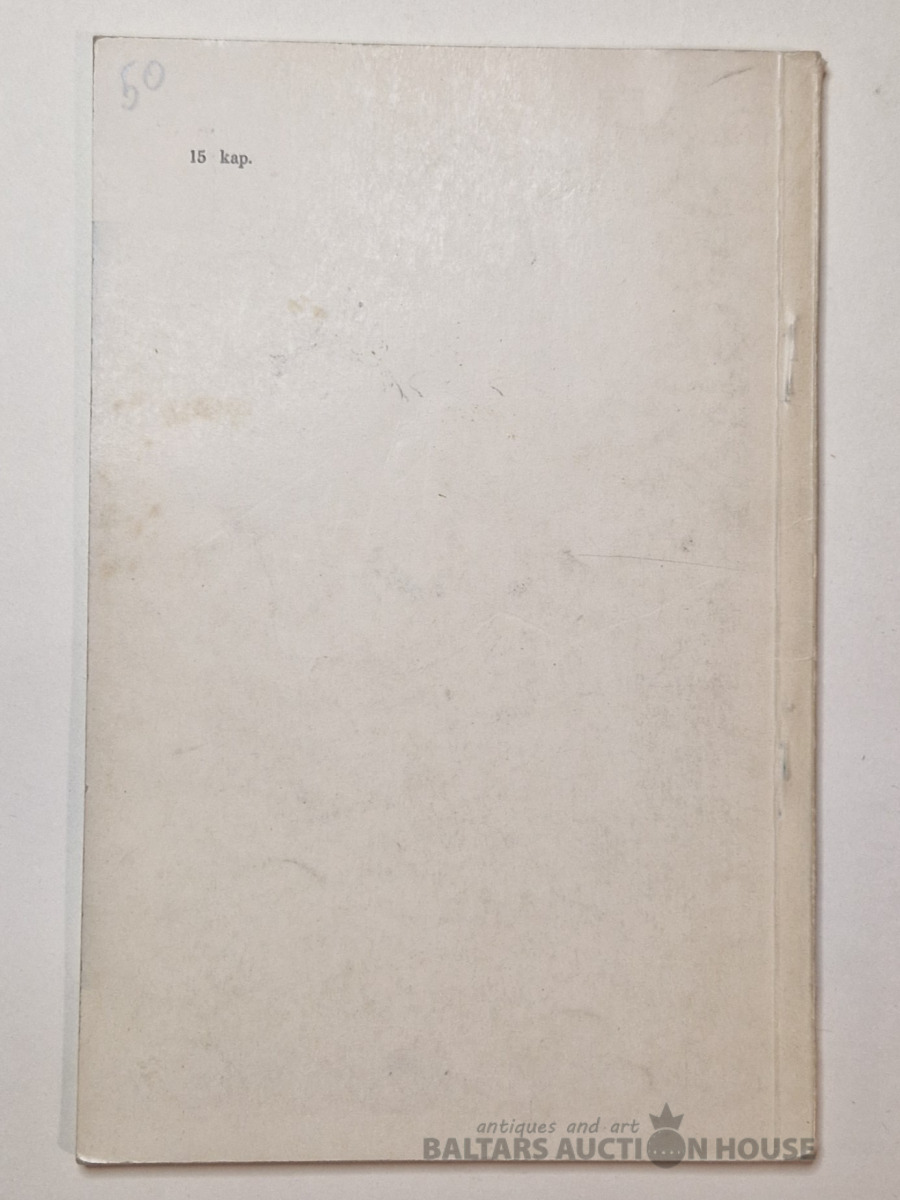 50
15 kap.
antiques and art
BALTARS AUCTION HOUSE